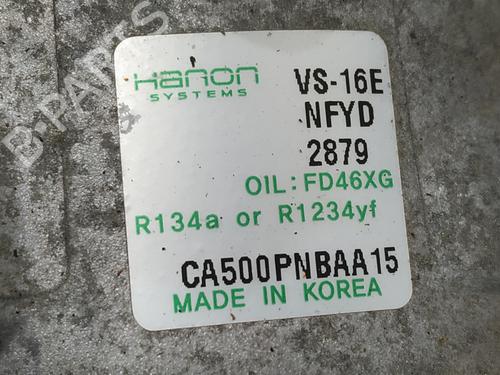 Hanon VS-16E
SYSTEMS NFYD
2879
OIL:FD46XG
R134a or R1234yf
CA500PNBAA15
MADE IN KOREA
B-PARTS